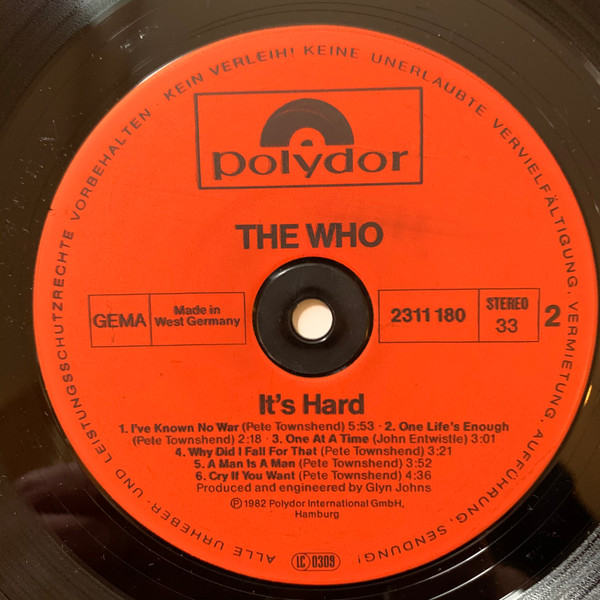 ALLE URHEBER- UND LEISTUNGSSCHUTZRECHTE VORBEHALTEN · KEIN VERLEIH! KEINE UNERLAUBTE VERVIELFÄLTIGUNG, VERMIETUNG, AUFFÜHRUNG, SENDUNG!
polydor
THE WHO
GEMA
Made in
West Germany
2311 180
STEREO
33
2
It's Hard
1. I've Known No War (Pete Townshend) 5:53 · 2. One Life's Enough
(Pete Townshend) 2:18 · 3. One At A Time (John Entwistle) 3:01
4. Why Did I Fall For That (Pete Townshend) 3:21
5. A Man Is A Man (Pete Townshend) 3:52
6. Cry If You Want (Pete Townshend) 4:36
Produced and engineered by Glyn Johns
Ⓟ 1982 Polydor International GmbH,
Hamburg
LC 0309